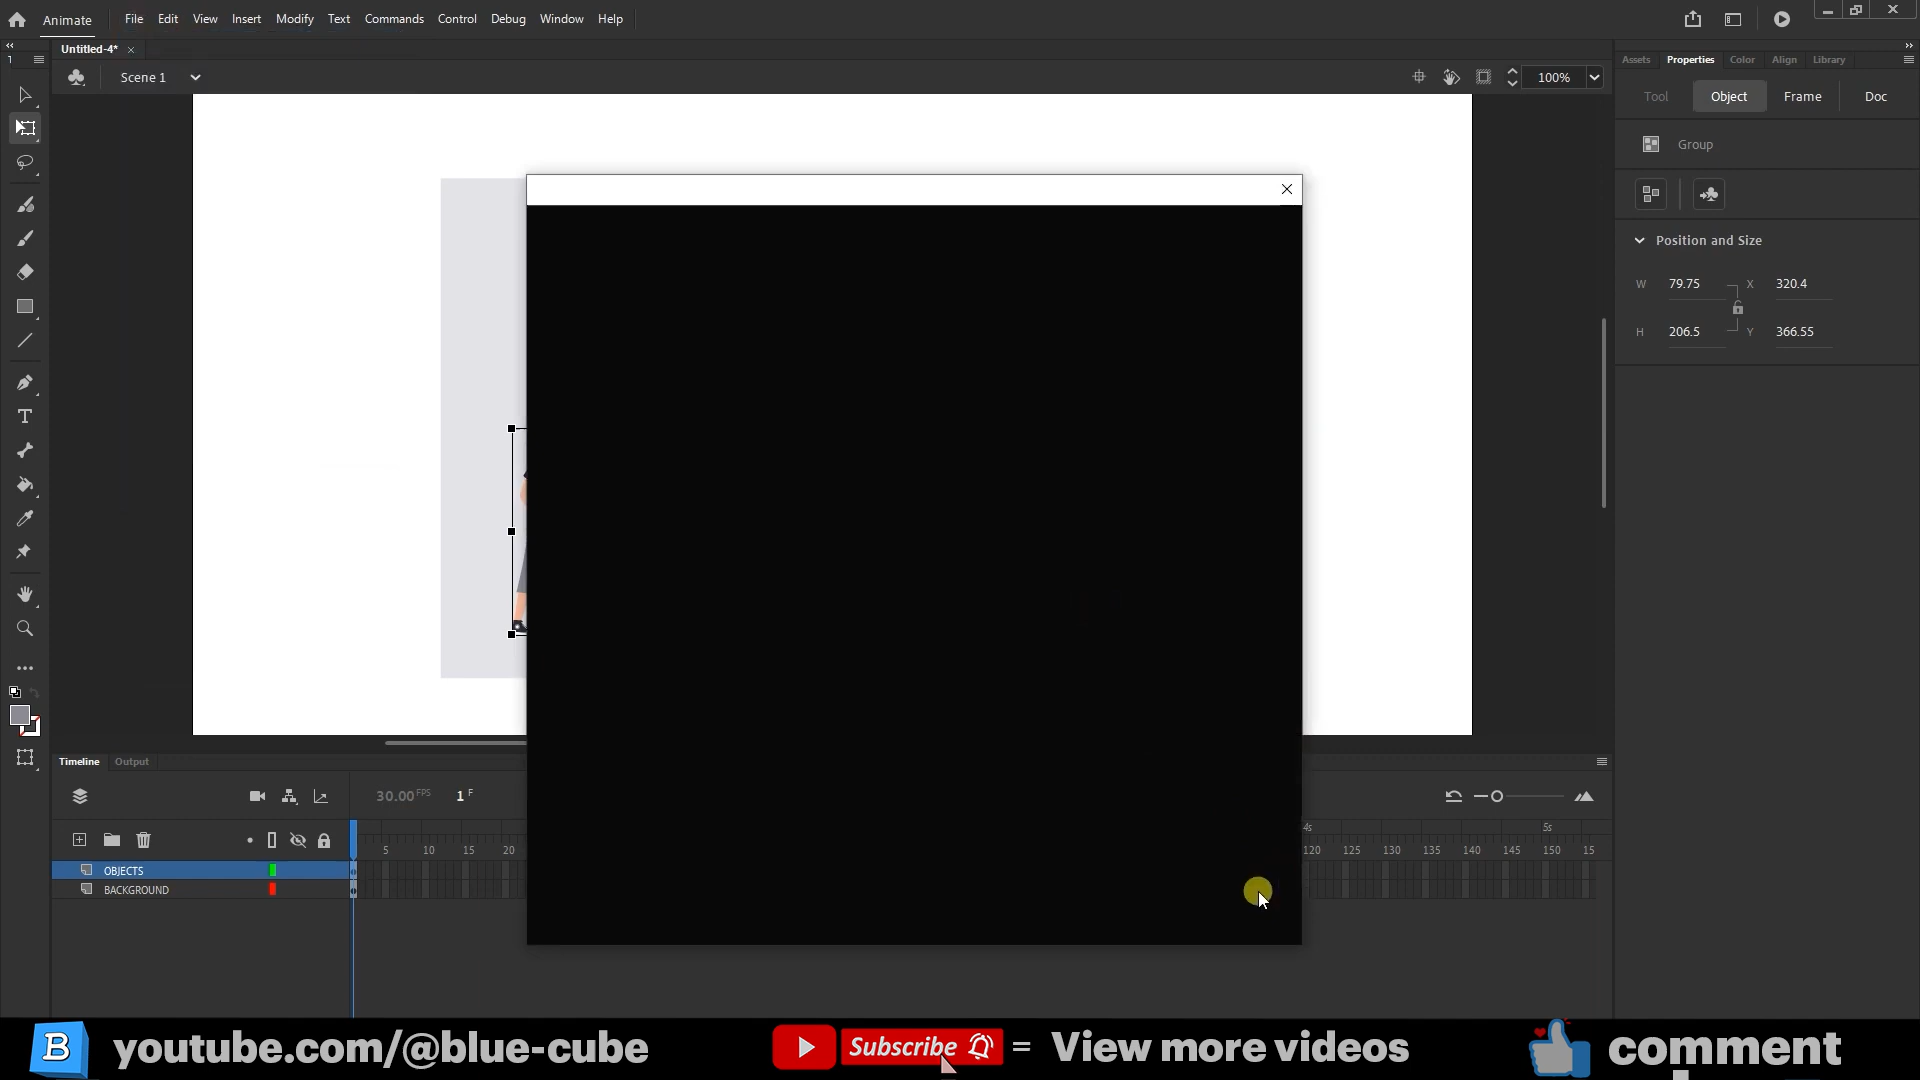 Animate File Edit View Insert Modify Text Commands Control Debug Window Help
Untitled-4*
Scene 1
100%
Assets Properties Color Align Library
Tool Object Frame Doc
Group
Position and Size
W 79.75 X 320.4
H 206.5 Y 366.55
Timeline Output
30.00 FPS 1 F
4s 5s
5 10 15 20 120 125 130 135 140 145 150 15
OBJECTS
BACKGROUND
B youtube.com/@blue-cube Subscribe = View more videos comment